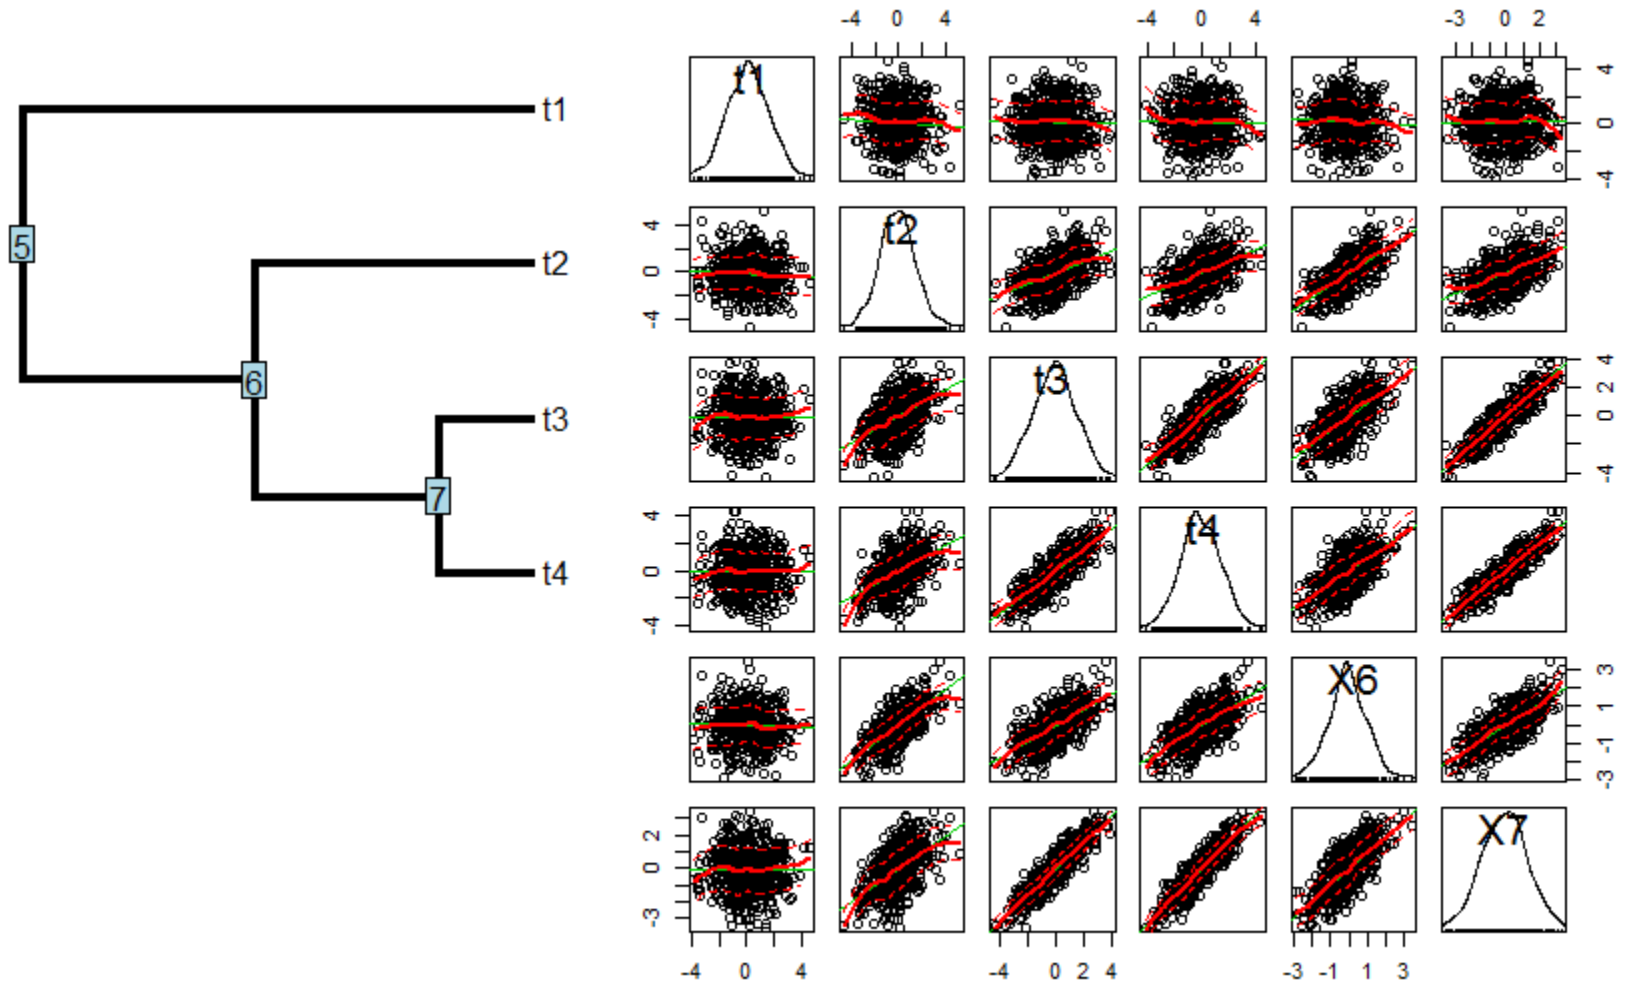 -4 0 4 -4 0 4 -3 0 2
t1
t1 4 0 -4
5
t2
4 0 -4 t2
6
t3
t3 4 2 0 -4
7
t4
4 0 -4 t4
X6 3 1 -1 -3
2 0 -3 X7
-4 0 4 -4 0 2 4 -3 -1 1 3